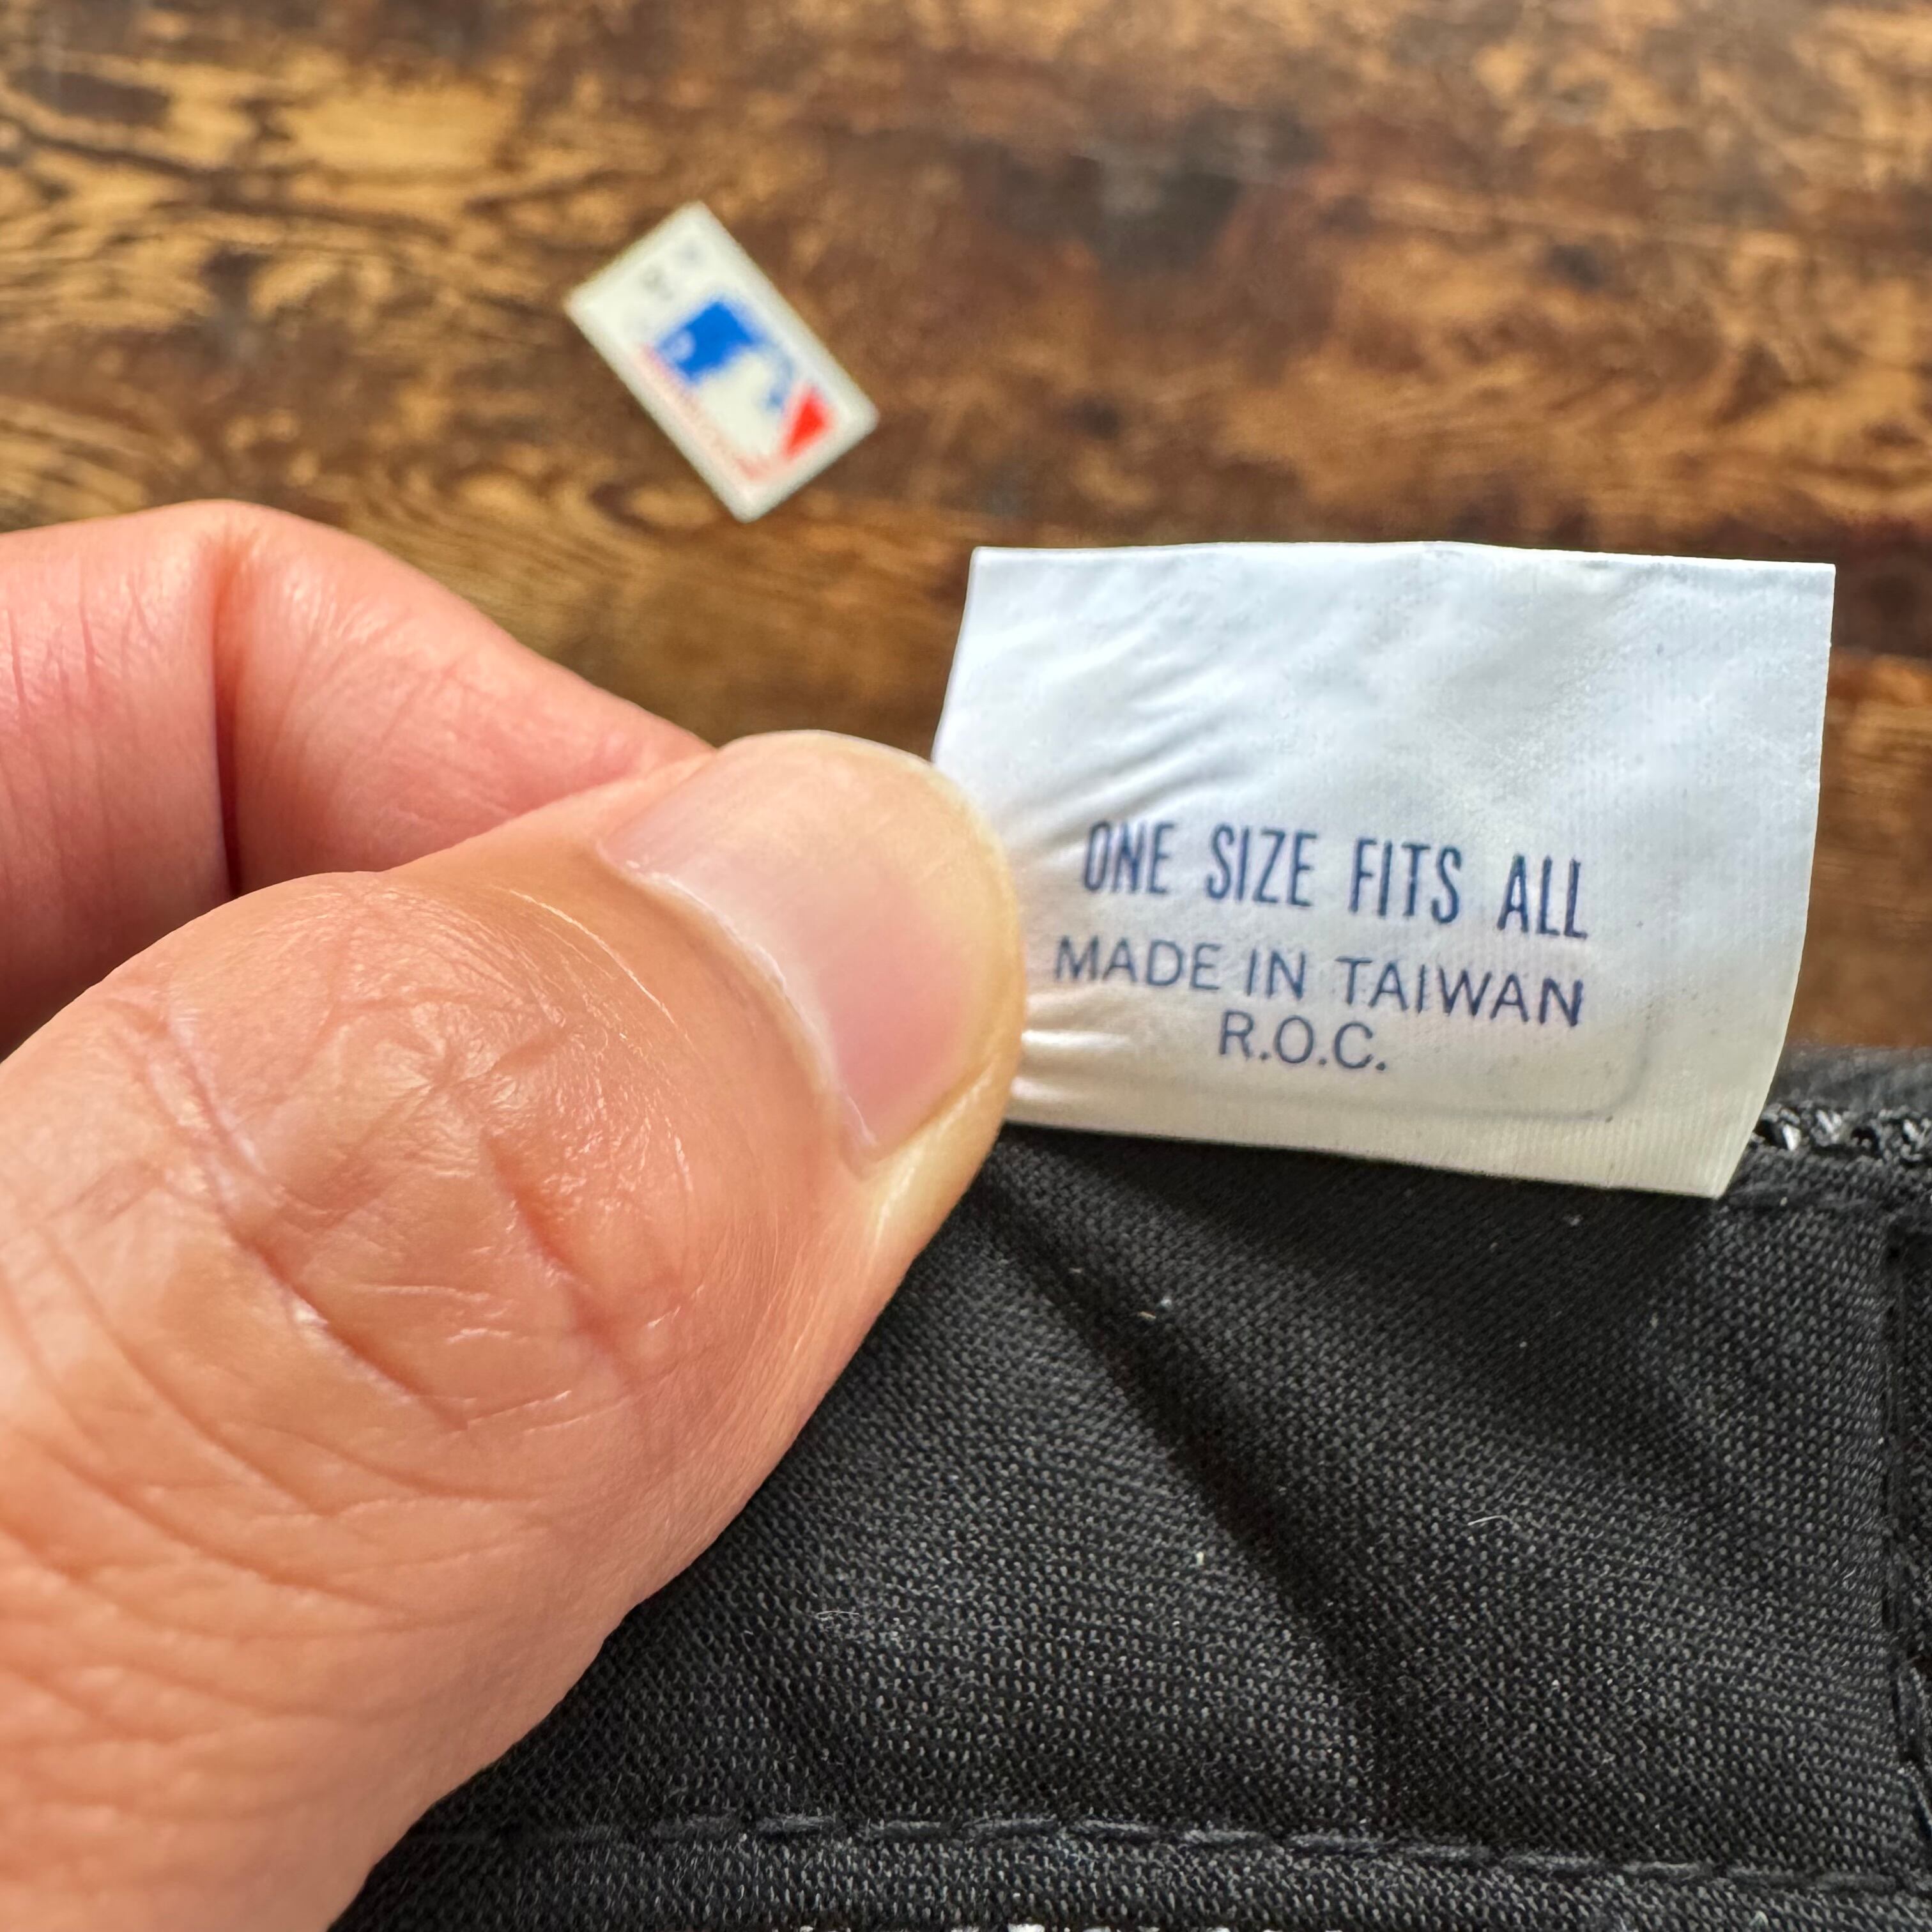 ONE SIZE FITS ALL
MADE IN TAIWAN
R.O.C.